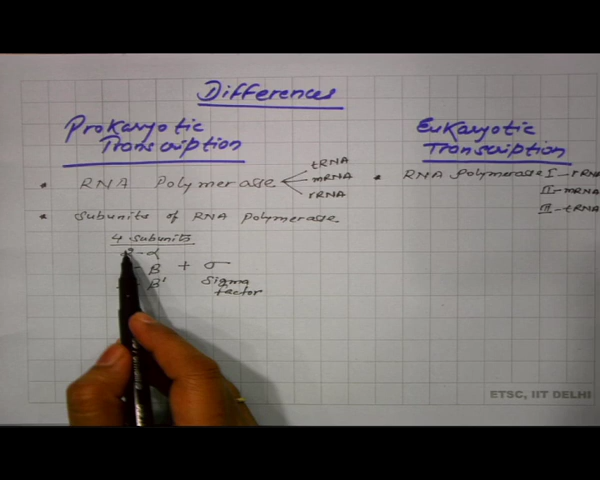 Differences
Prokaryotic
Transcription
Eukaryotic
Transcription
• RNA Polymerase
tRNA
mRNA
rRNA
• RNA Polymerase I - rRNA
II - mRNA
III - tRNA
• Subunits of RNA Polymerase
4 Subunits
2 - α
- β + σ
- β' Sigma
factor
ETSC, IIT DELHI